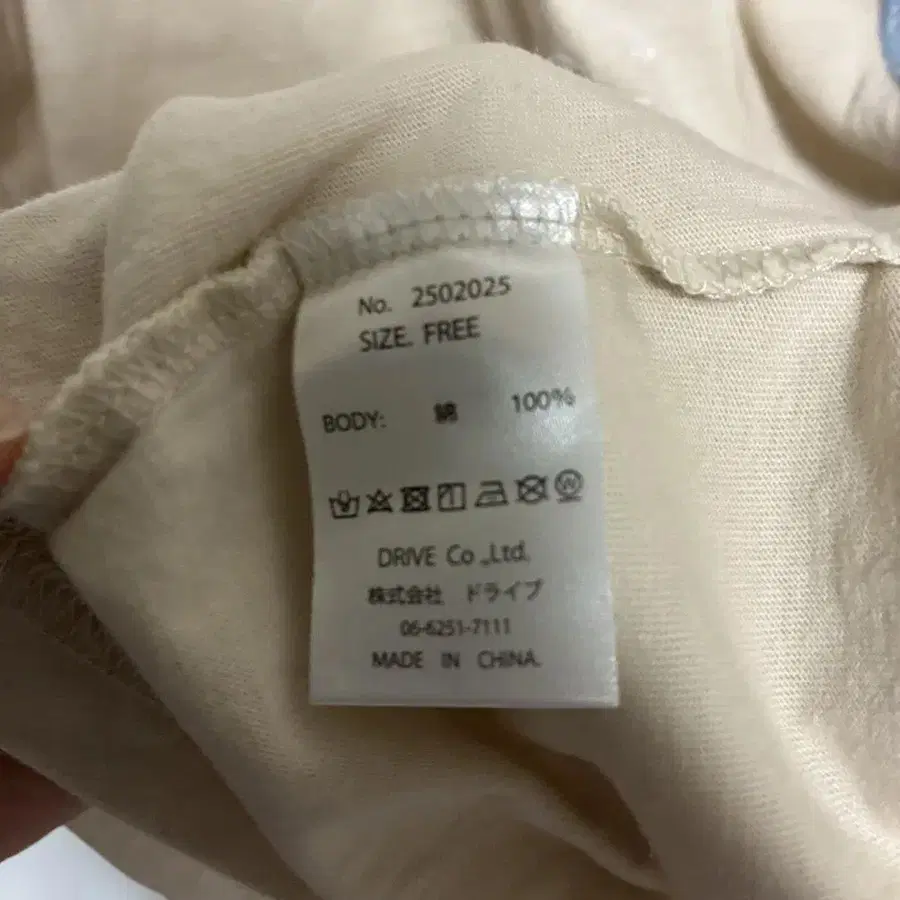 No. 2502025
SIZE. FREE
BODY: 綿 100%
DRIVE Co .,Ltd.
株式会社 ドライブ
06-6251-7111
MADE IN CHINA.